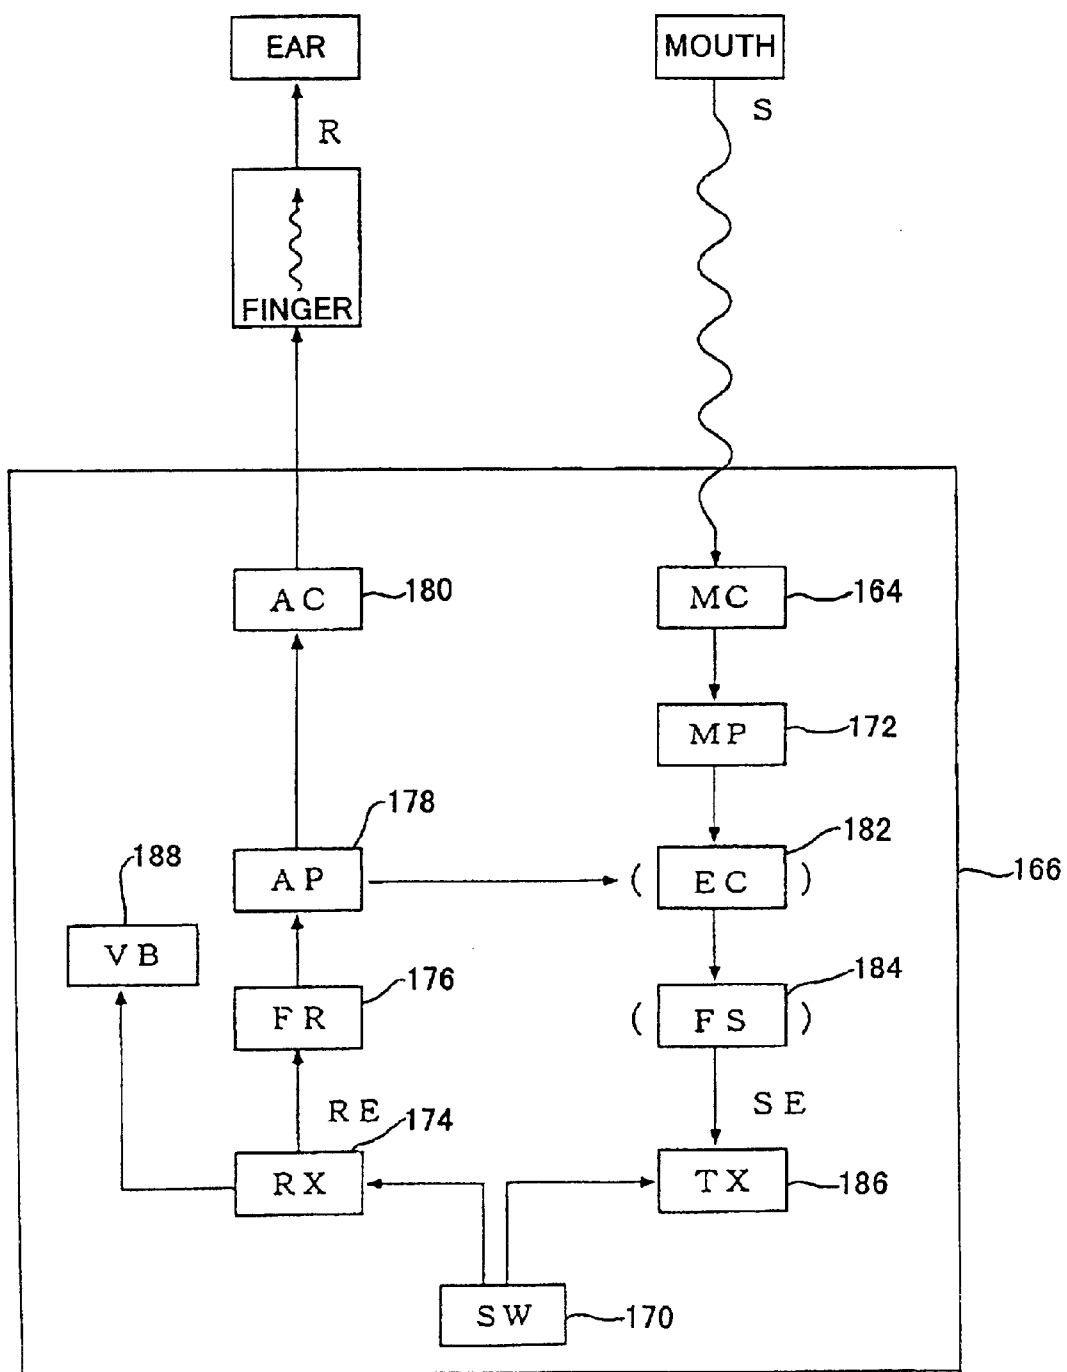 EAR
MOUTH
R
S
FINGER
AC
180
MC
164
MP
172
178
AP
182
( EC )
188
VB
166
176
FR
184
( FS )
RE
174
SE
RX
TX
186
SW
170